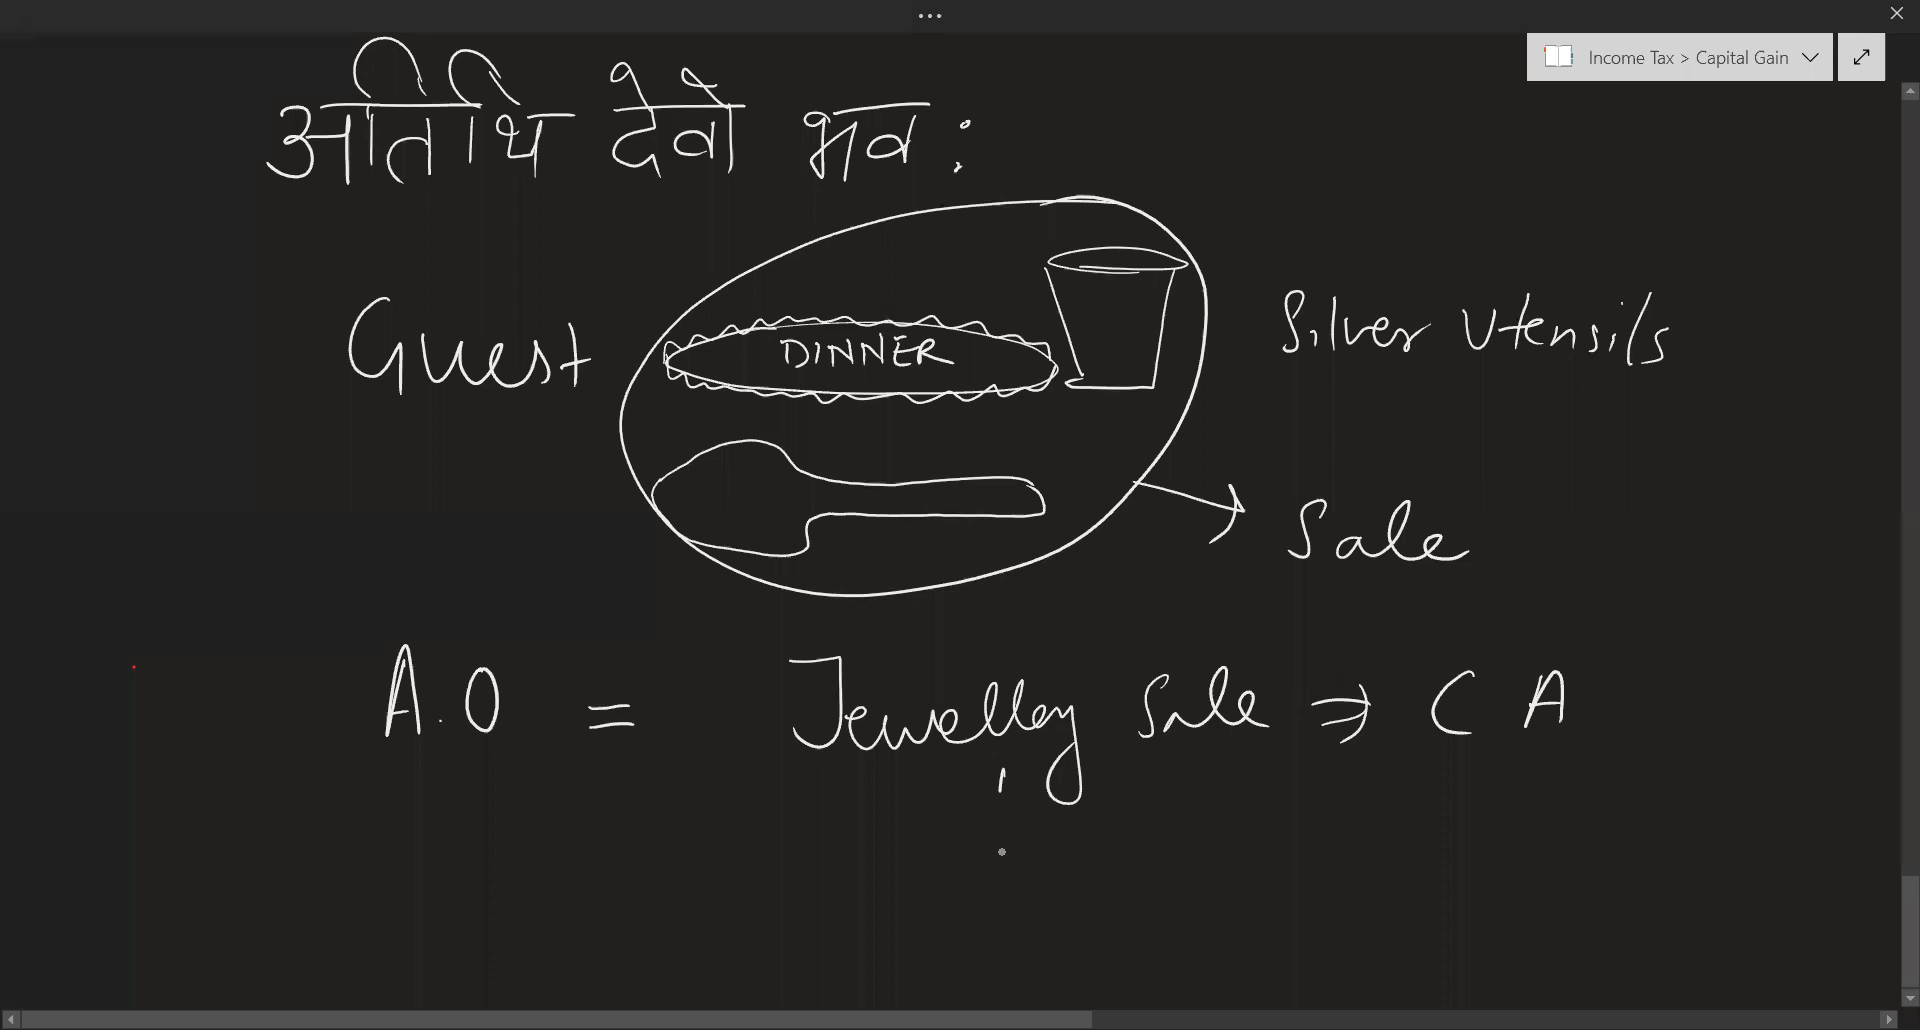 ...
Income Tax > Capital Gain
अतिथि देवो भव:
Guest
DINNER
Silver Utensils
Sale
A.O = Jewellery Sale ⇒ C A